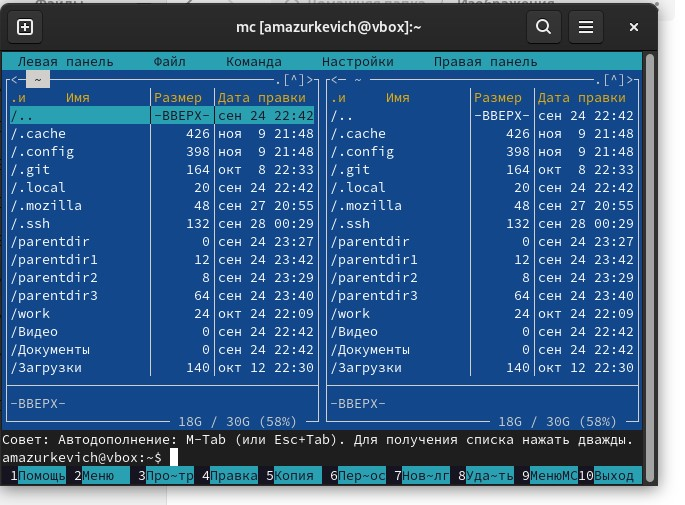 mc [amazurkevich@vbox]:~
Левая панель Файл Команда Настройки Правая панель
<─ ~ .[^]> <─ ~ .[^]>
.и Имя Размер Дата правки .и Имя Размер Дата правки
/.. -ВВЕРХ- сен 24 22:42 /.. -ВВЕРХ- сен 24 22:42
/.cache 426 ноя 9 21:48 /.cache 426 ноя 9 21:48
/.config 398 ноя 9 21:48 /.config 398 ноя 9 21:48
/.git 164 окт 8 22:33 /.git 164 окт 8 22:33
/.local 20 сен 24 22:42 /.local 20 сен 24 22:42
/.mozilla 48 сен 27 20:55 /.mozilla 48 сен 27 20:55
/.ssh 132 сен 28 00:29 /.ssh 132 сен 28 00:29
/parentdir 0 сен 24 23:27 /parentdir 0 сен 24 23:27
/parentdir1 12 сен 24 23:42 /parentdir1 12 сен 24 23:42
/parentdir2 8 сен 24 23:29 /parentdir2 8 сен 24 23:29
/parentdir3 64 сен 24 23:40 /parentdir3 64 сен 24 23:40
/work 24 окт 24 22:09 /work 24 окт 24 22:09
/Видео 0 сен 24 22:42 /Видео 0 сен 24 22:42
/Документы 0 сен 24 22:42 /Документы 0 сен 24 22:42
/Загрузки 140 окт 12 22:30 /Загрузки 140 окт 12 22:30
-ВВЕРХ- -ВВЕРХ-
18G / 30G (58%) 18G / 30G (58%)
Совет: Автодополнение: M-Tab (или Esc+Tab). Для получения списка нажать дважды.
amazurkevich@vbox:~$
1Помощь 2Меню 3Про~тр 4Правка 5Копия 6Пер~ос 7Нов~лг 8Уда~ть 9МенюMC 10Выход